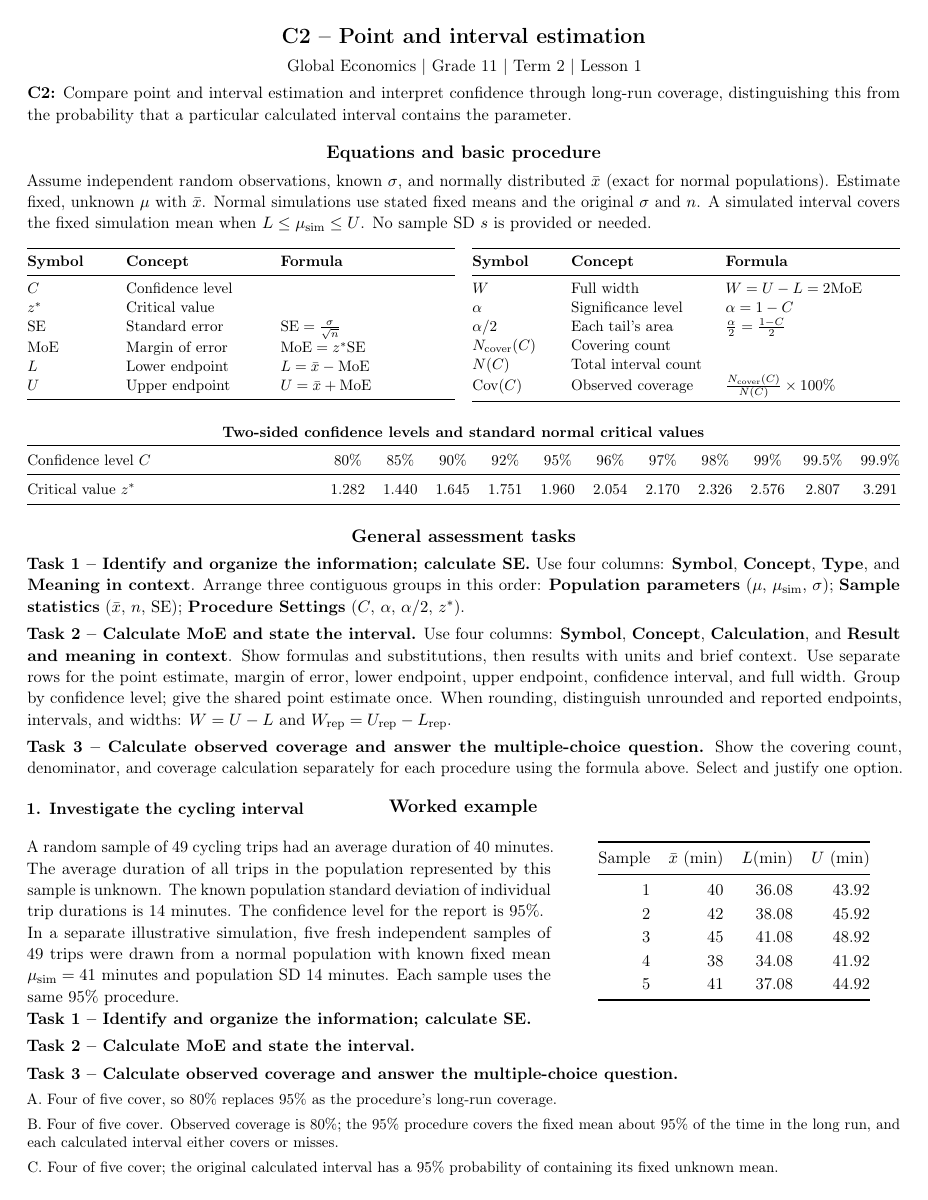 C2 – Point and interval estimation
Global Economics | Grade 11 | Term 2 | Lesson 1
C2: Compare point and interval estimation and interpret confidence through long-run coverage, distinguishing this from
the probability that a particular calculated interval contains the parameter.
Equations and basic procedure
Assume independent random observations, known σ, and normally distributed x̄ (exact for normal populations). Estimate
fixed, unknown μ with x̄. Normal simulations use stated fixed means and the original σ and n. A simulated interval covers
the fixed simulation mean when L ≤ μ_sim ≤ U. No sample SD s is provided or needed.
Symbol Concept Formula
C Confidence level
z* Critical value
SE Standard error SE = σ/√n
MoE Margin of error MoE = z*SE
L Lower endpoint L = x̄ − MoE
U Upper endpoint U = x̄ + MoE
Symbol Concept Formula
W Full width W = U − L = 2MoE
α Significance level α = 1 − C
α/2 Each tail's area α/2 = (1−C)/2
N_cover(C) Covering count
N(C) Total interval count
Cov(C) Observed coverage N_cover(C)/N(C) × 100%
Two-sided confidence levels and standard normal critical values
Confidence level C 80% 85% 90% 92% 95% 96% 97% 98% 99% 99.5% 99.9%
Critical value z* 1.282 1.440 1.645 1.751 1.960 2.054 2.170 2.326 2.576 2.807 3.291
General assessment tasks
Task 1 – Identify and organize the information; calculate SE. Use four columns: Symbol, Concept, Type, and
Meaning in context. Arrange three contiguous groups in this order: Population parameters (μ, μ_sim, σ); Sample
statistics (x̄, n, SE); Procedure Settings (C, α, α/2, z*).
Task 2 – Calculate MoE and state the interval. Use four columns: Symbol, Concept, Calculation, and Result
and meaning in context. Show formulas and substitutions, then results with units and brief context. Use separate
rows for the point estimate, margin of error, lower endpoint, upper endpoint, confidence interval, and full width. Group
by confidence level; give the shared point estimate once. When rounding, distinguish unrounded and reported endpoints,
intervals, and widths: W = U − L and W_rep = U_rep − L_rep.
Task 3 – Calculate observed coverage and answer the multiple-choice question. Show the covering count,
denominator, and coverage calculation separately for each procedure using the formula above. Select and justify one option.
Worked example
1. Investigate the cycling interval
A random sample of 49 cycling trips had an average duration of 40 minutes.
The average duration of all trips in the population represented by this
sample is unknown. The known population standard deviation of individual
trip durations is 14 minutes. The confidence level for the report is 95%.
In a separate illustrative simulation, five fresh independent samples of
49 trips were drawn from a normal population with known fixed mean
μ_sim = 41 minutes and population SD 14 minutes. Each sample uses the
same 95% procedure.
Sample x̄ (min) L(min) U (min)
1 40 36.08 43.92
2 42 38.08 45.92
3 45 41.08 48.92
4 38 34.08 41.92
5 41 37.08 44.92
Task 1 – Identify and organize the information; calculate SE.
Task 2 – Calculate MoE and state the interval.
Task 3 – Calculate observed coverage and answer the multiple-choice question.
A. Four of five cover, so 80% replaces 95% as the procedure's long-run coverage.
B. Four of five cover. Observed coverage is 80%; the 95% procedure covers the fixed mean about 95% of the time in the long run, and
each calculated interval either covers or misses.
C. Four of five cover; the original calculated interval has a 95% probability of containing its fixed unknown mean.